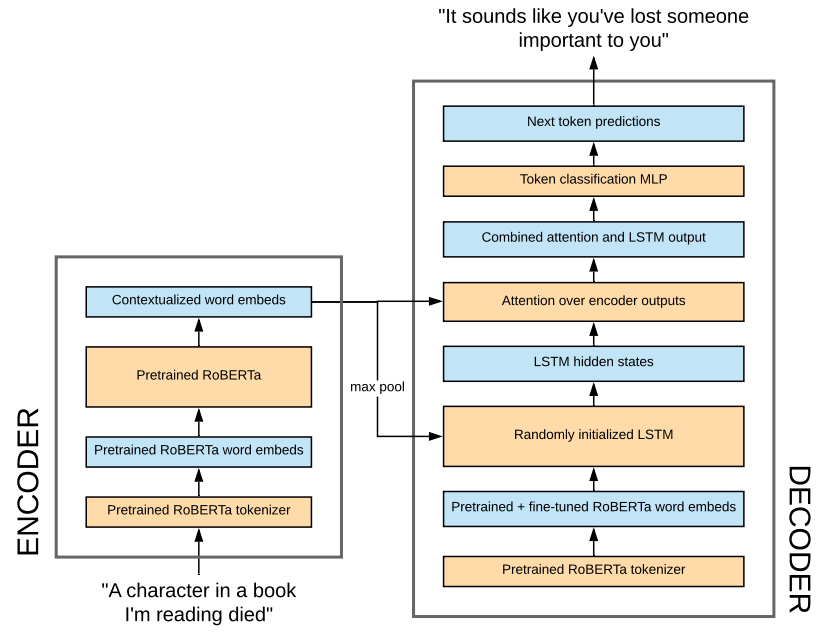 "It sounds like you've lost someone
important to you"
Next token predictions
Token classification MLP
Combined attention and LSTM output
Attention over encoder outputs
LSTM hidden states
Randomly initialized LSTM
Pretrained + fine-tuned RoBERTa word embeds
Pretrained RoBERTa tokenizer
DECODER
max pool
Contextualized word embeds
Pretrained RoBERTa
Pretrained RoBERTa word embeds
Pretrained RoBERTa tokenizer
ENCODER
"A character in a book
I'm reading died"